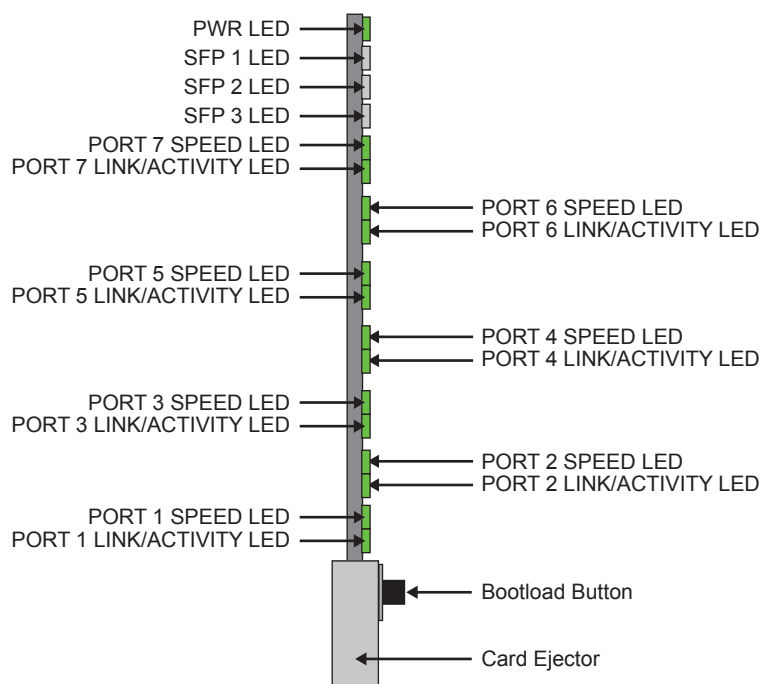 PWR LED
SFP 1 LED
SFP 2 LED
SFP 3 LED
PORT 7 SPEED LED
PORT 7 LINK/ACTIVITY LED
PORT 6 SPEED LED
PORT 6 LINK/ACTIVITY LED
PORT 5 SPEED LED
PORT 5 LINK/ACTIVITY LED
PORT 4 SPEED LED
PORT 4 LINK/ACTIVITY LED
PORT 3 SPEED LED
PORT 3 LINK/ACTIVITY LED
PORT 2 SPEED LED
PORT 2 LINK/ACTIVITY LED
PORT 1 SPEED LED
PORT 1 LINK/ACTIVITY LED
Bootload Button
Card Ejector